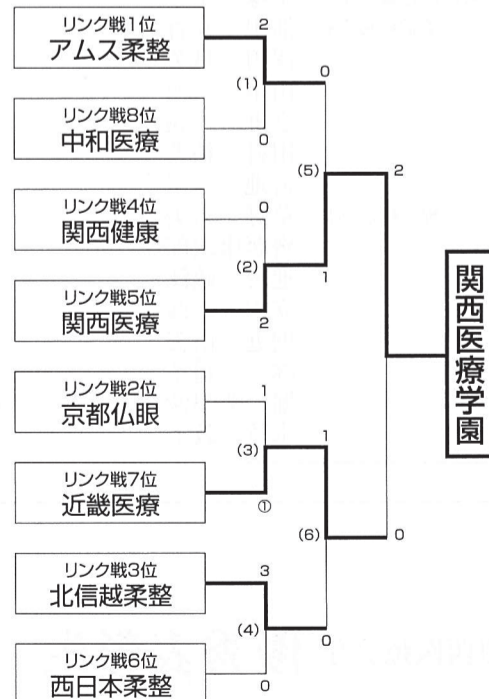 リンク戦1位
アムス柔整
2
(1)
0
リンク戦8位
中和医療
0
(5)
2
リンク戦4位
関西健康
0
(2)
1
リンク戦5位
関西医療
2
関西医療学園
リンク戦2位
京都仏眼
1
(3)
1
リンク戦7位
近畿医療
①
(6)
0
リンク戦3位
北信越柔整
3
(4)
0
リンク戦6位
西日本柔整
0